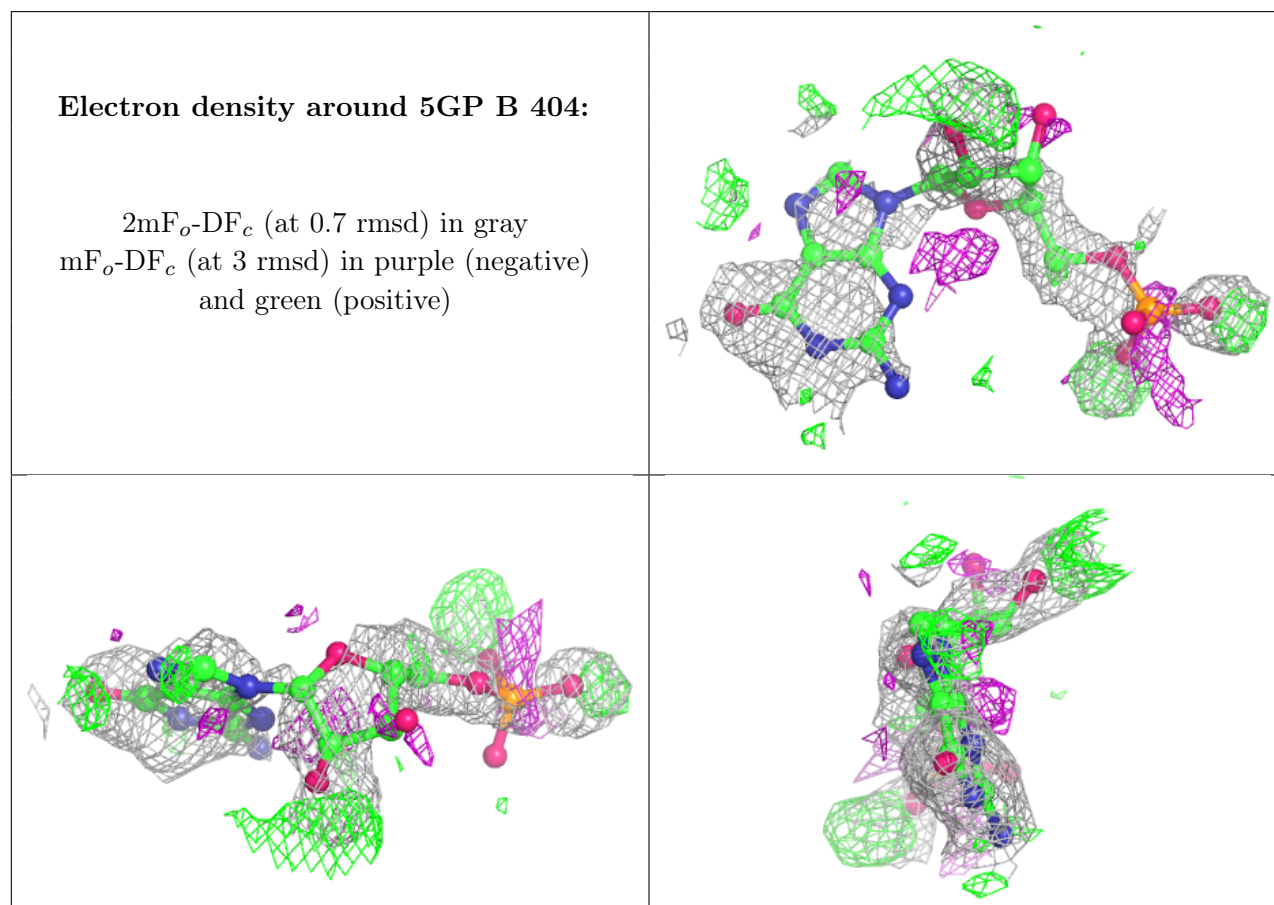 Electron density around 5GP B 404:
2mFo-DFc (at 0.7 rmsd) in gray
mFo-DFc (at 3 rmsd) in purple (negative)
and green (positive)